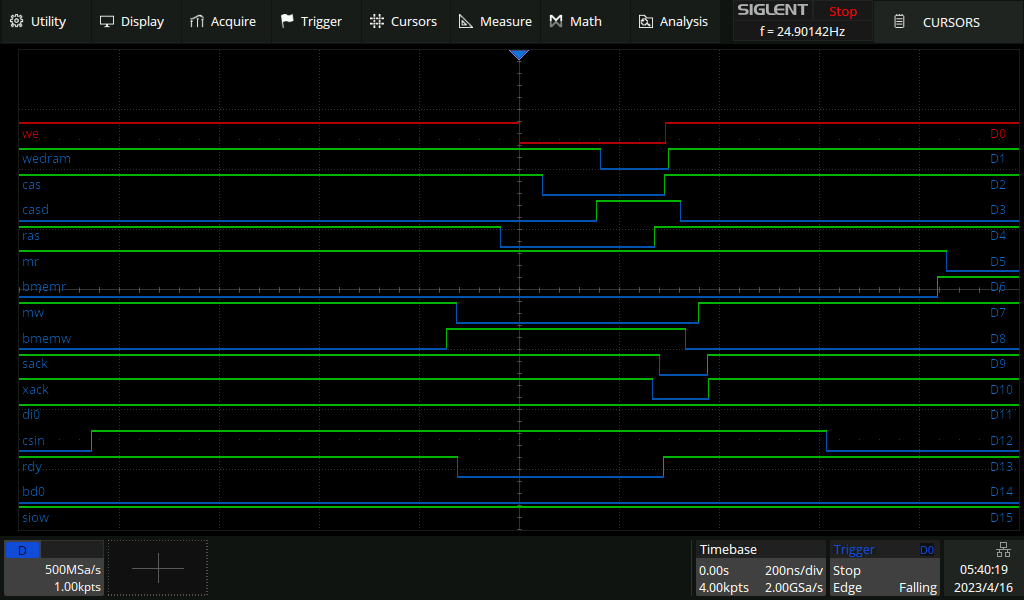 Utility Display Acquire Trigger Cursors Measure Math Analysis SIGLENT Stop CURSORS
f = 24.90142Hz
we D0
wedram D1
cas D2
casd D3
ras D4
mr D5
bmemr D6
mw D7
bmemw D8
sack D9
xack D10
di0 D11
csin D12
rdy D13
bd0 D14
siow D15
D Timebase Trigger D0
500MSa/s 0.00s 200ns/div Stop 05:40:19
1.00kpts 4.00kpts 2.00GSa/s Edge Falling 2023/4/16